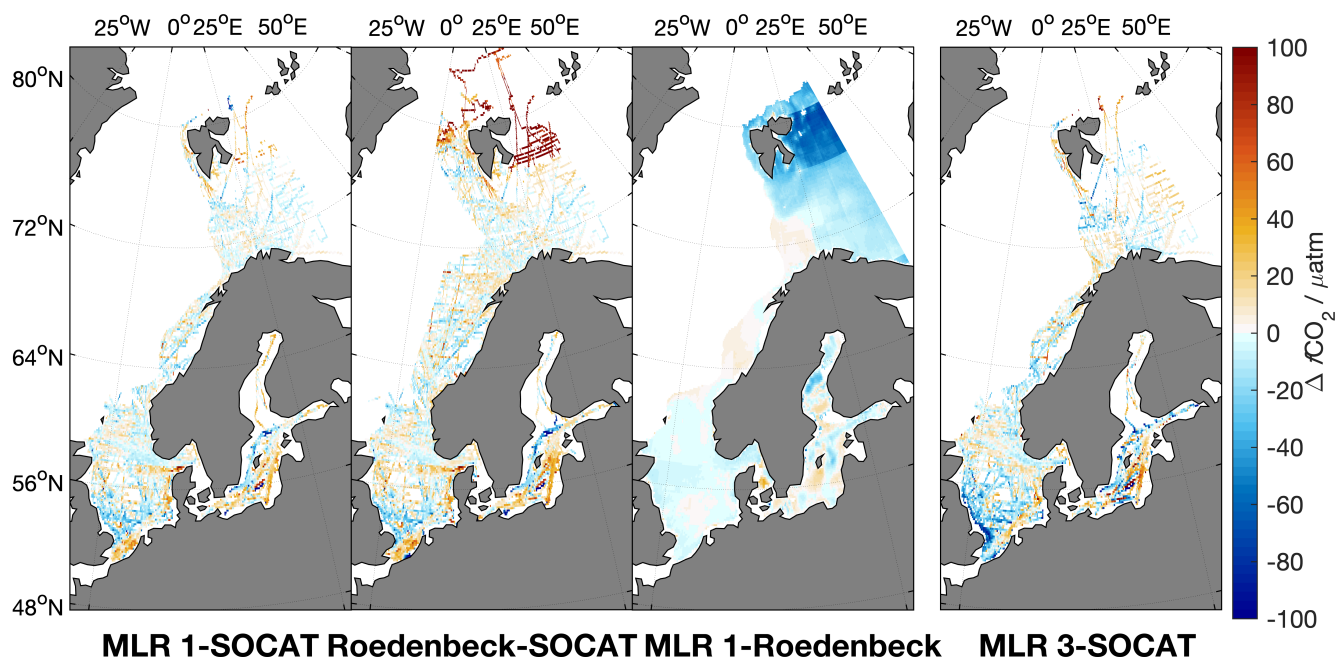 25°W 0° 25°E 50°E 25°W 0° 25°E 50°E 25°W 0° 25°E 50°E 25°W 0° 25°E 50°E
80°N
72°N
64°N
56°N
48°N
100
80
60
40
20
0
-20
-40
-60
-80
-100
Δ fCO2 / μatm
MLR 1-SOCAT Roedenbeck-SOCAT MLR 1-Roedenbeck MLR 3-SOCAT